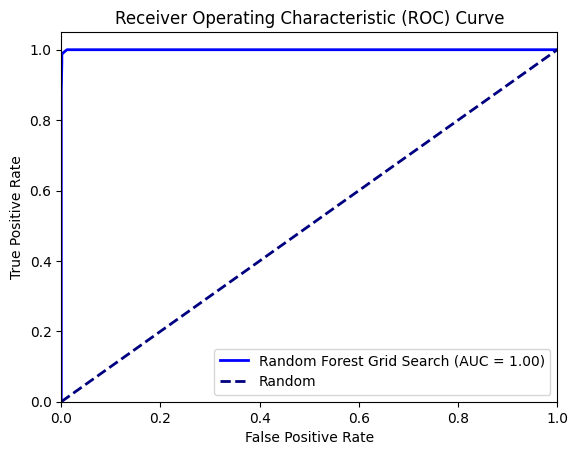 Receiver Operating Characteristic (ROC) Curve
1.0
0.8
0.6
0.4
0.2
0.0
True Positive Rate
Random Forest Grid Search (AUC = 1.00)
Random
0.0 0.2 0.4 0.6 0.8 1.0
False Positive Rate